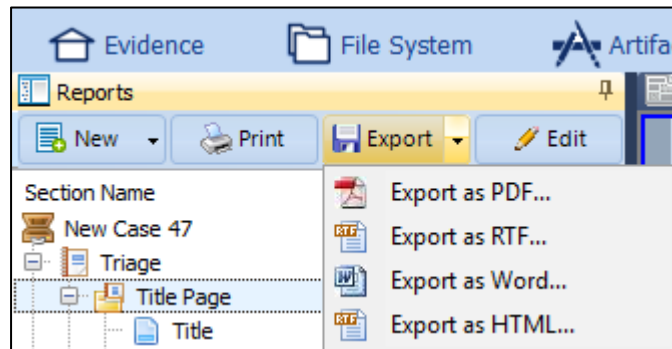 Evidence File System Artifa
Reports
New Print Export Edit
Section Name
New Case 47
Triage
Title Page
Title
Export as PDF...
Export as RTF...
Export as Word...
Export as HTML...